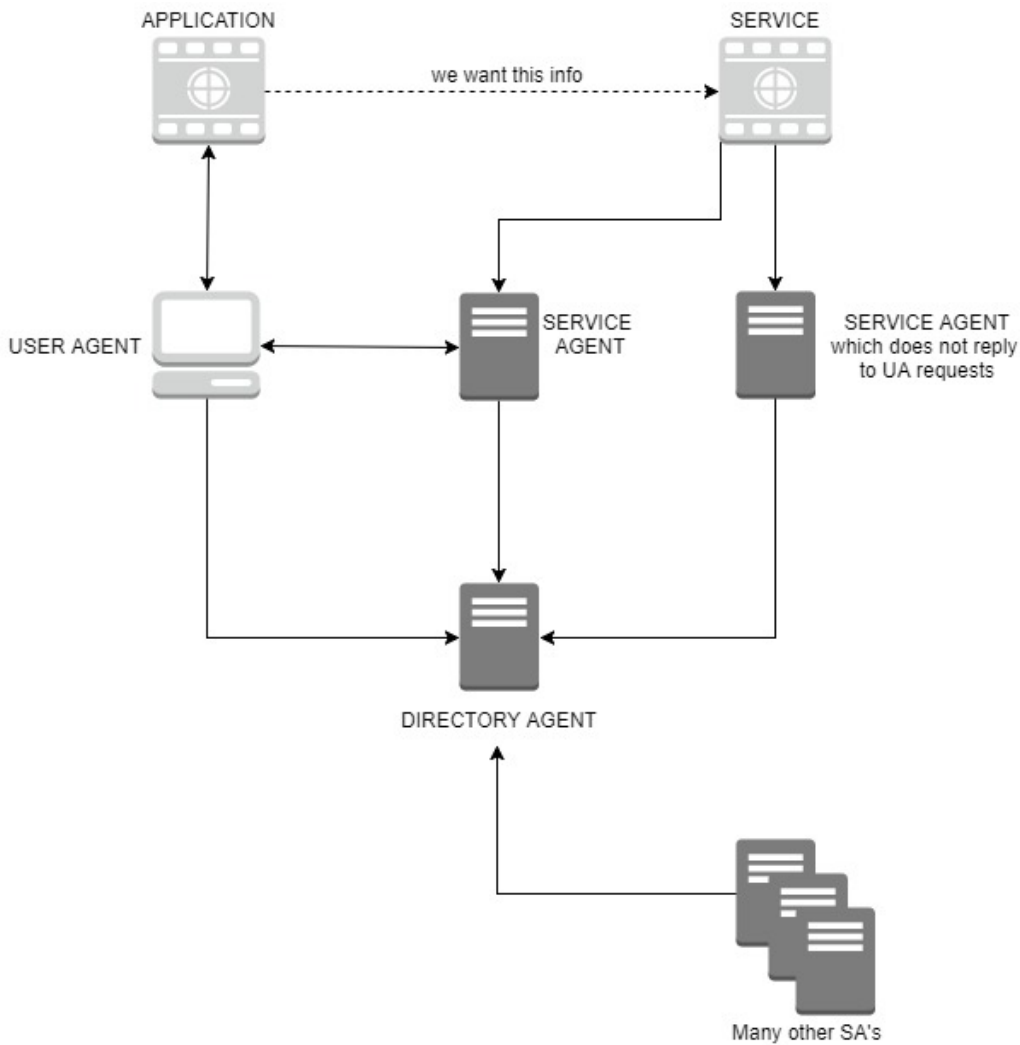 APPLICATION
SERVICE
we want this info
USER AGENT
SERVICE
AGENT
SERVICE AGENT
which does not reply
to UA requests
DIRECTORY AGENT
Many other SA's